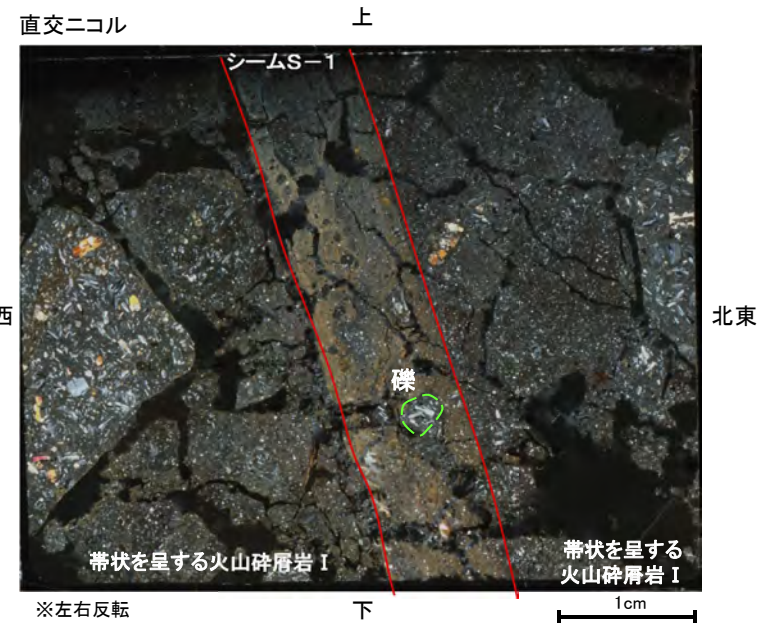 直交ニコル
上
シームS-1
西
北東
礫
帯状を呈する火山砕屑岩Ⅰ
帯状を呈する
火山砕屑岩Ⅰ
※左右反転
下
1cm